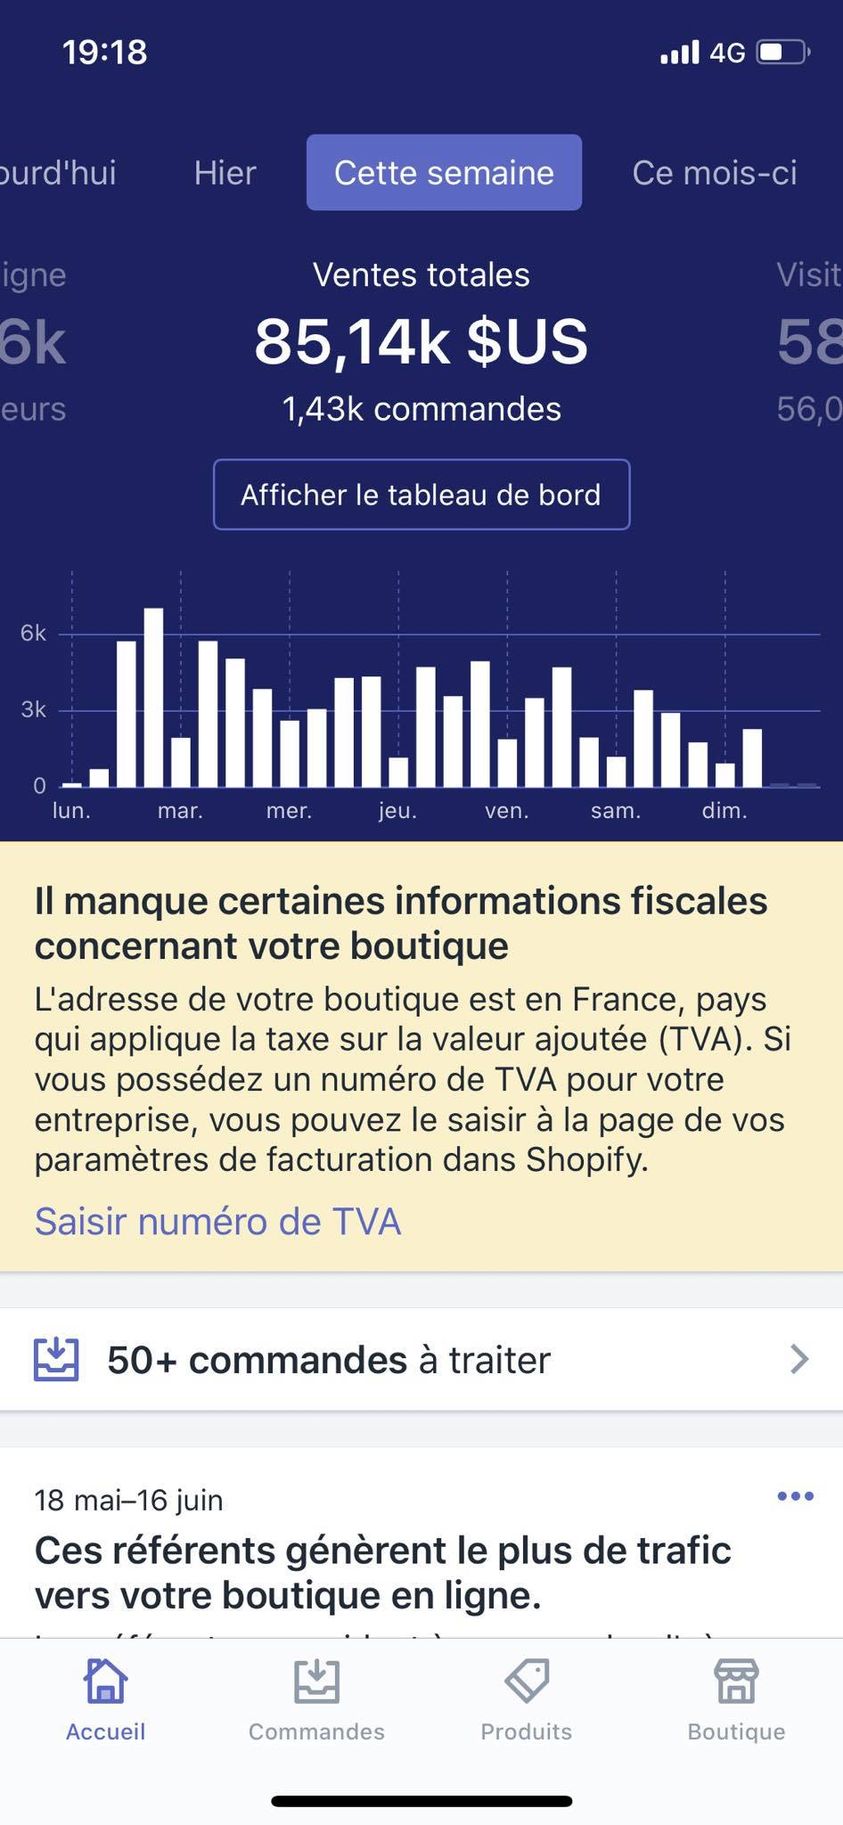 19:18
4G
ourd'hui Hier Cette semaine Ce mois-ci
igne Ventes totales Visit
6k 85,14k $US 58
eurs 1,43k commandes 56,0
Afficher le tableau de bord
6k
3k
0
lun. mar. mer. jeu. ven. sam. dim.
Il manque certaines informations fiscales
concernant votre boutique
L'adresse de votre boutique est en France, pays
qui applique la taxe sur la valeur ajoutée (TVA). Si
vous possédez un numéro de TVA pour votre
entreprise, vous pouvez le saisir à la page de vos
paramètres de facturation dans Shopify.
Saisir numéro de TVA
50+ commandes à traiter
18 mai–16 juin
Ces référents génèrent le plus de trafic
vers votre boutique en ligne.
Accueil Commandes Produits Boutique